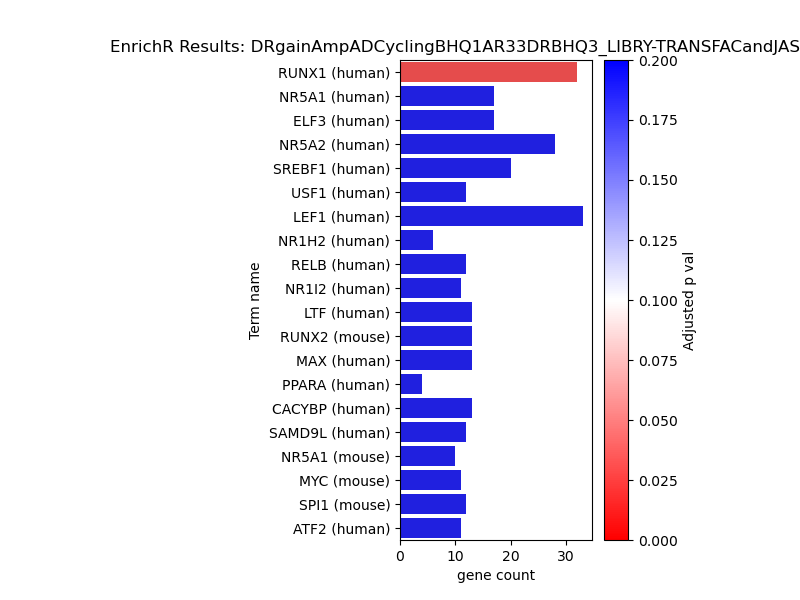 EnrichR Results: DRgainAmpADCyclingBHQ1AR33DRBHQ3_LIBRY-TRANSFACandJAS
RUNX1 (human)
NR5A1 (human)
ELF3 (human)
NR5A2 (human)
SREBF1 (human)
USF1 (human)
LEF1 (human)
NR1H2 (human)
RELB (human)
NR1I2 (human)
LTF (human)
RUNX2 (mouse)
MAX (human)
PPARA (human)
CACYBP (human)
SAMD9L (human)
NR5A1 (mouse)
MYC (mouse)
SPI1 (mouse)
ATF2 (human)
Term name
0 10 20 30
gene count
0.200
0.175
0.150
0.125
0.100
0.075
0.050
0.025
0.000
Adjusted p val